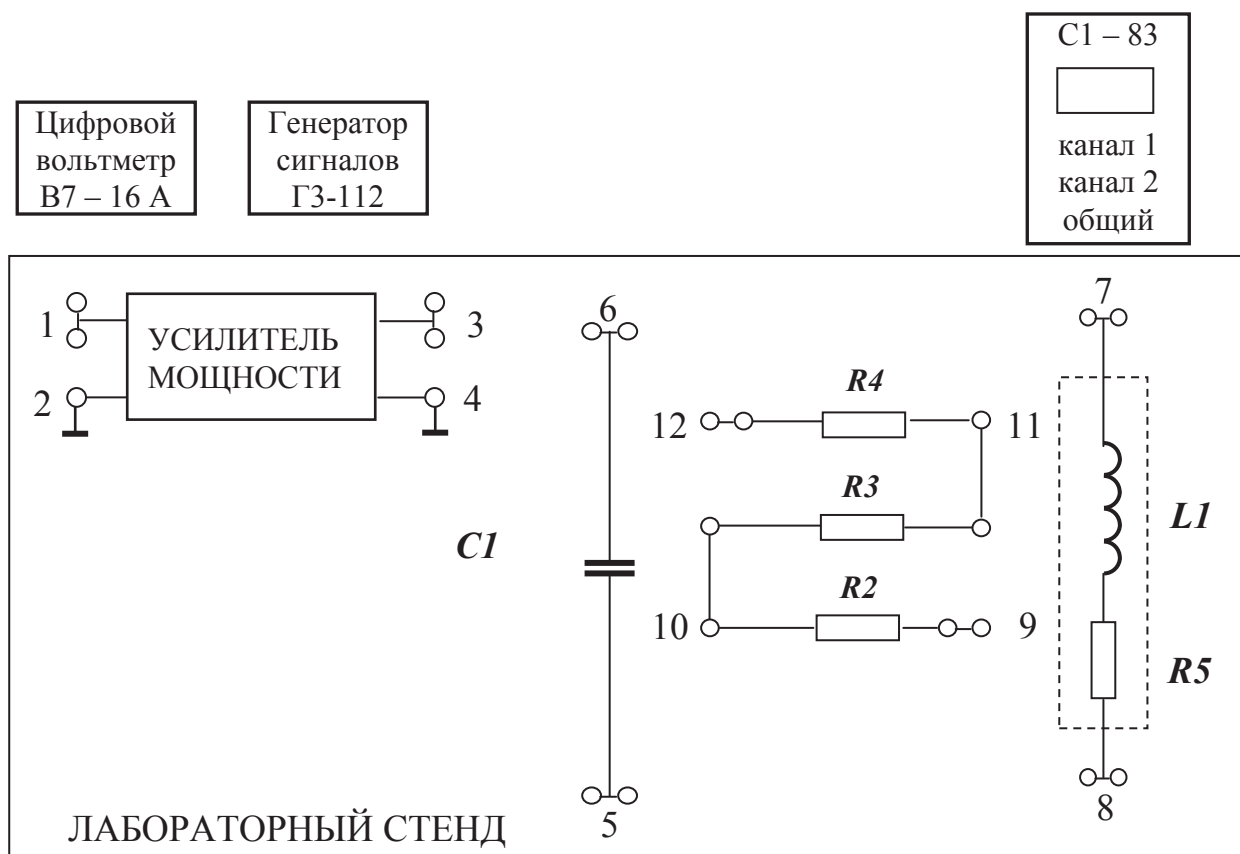 С1 – 83
канал 1
канал 2
общий
Цифровой
вольтметр
В7 – 16 А
Генератор
сигналов
Г3-112
1
2
УСИЛИТЕЛЬ
МОЩНОСТИ
3
4
6
C1
5
12
R4
11
R3
10
R2
9
7
L1
R5
8
ЛАБОРАТОРНЫЙ СТЕНД